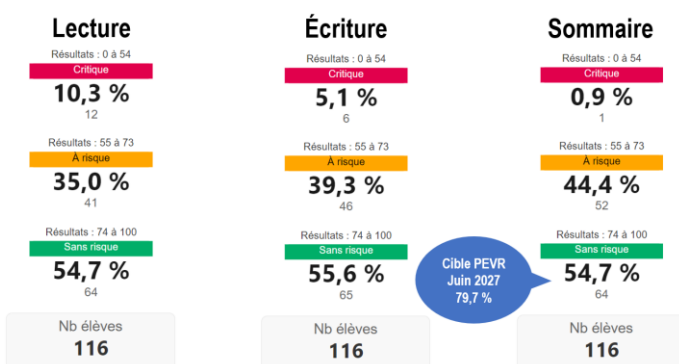 Lecture
Résultats : 0 à 54
Critique
10,3 %
12
Résultats : 55 à 73
À risque
35,0 %
41
Résultats : 74 à 100
Sans risque
54,7 %
64
Nb élèves
116
Écriture
Résultats : 0 à 54
Critique
5,1 %
6
Résultats : 55 à 73
À risque
39,3 %
46
Résultats : 74 à 100
Sans risque
55,6 %
65
Nb élèves
116
Sommaire
Résultats : 0 à 54
Critique
0,9 %
1
Résultats : 55 à 73
À risque
44,4 %
52
Résultats : 74 à 100
Sans risque
54,7 %
64
Nb élèves
116
Cible PEVR
Juin 2027
79,7 %